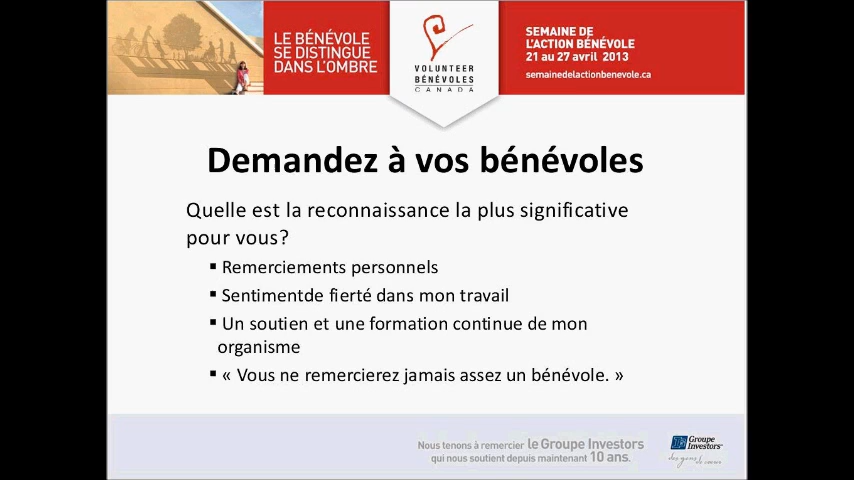 LE BÉNÉVOLE
SE DISTINGUE
DANS L'OMBRE
VOLUNTEER
BÉNÉVOLES
CANADA
SEMAINE DE
L'ACTION BÉNÉVOLE
21 au 27 avril 2013
semainedelactionbenevole.ca
Demandez à vos bénévoles
Quelle est la reconnaissance la plus significative
pour vous?
▪ Remerciements personnels
▪ Sentimentde fierté dans mon travail
▪ Un soutien et une formation continue de mon
organisme
▪ « Vous ne remercierez jamais assez un bénévole. »
Nous tenons à remercier le Groupe Investors
qui nous soutient depuis maintenant 10 ans.
Groupe
Investors
des gens de